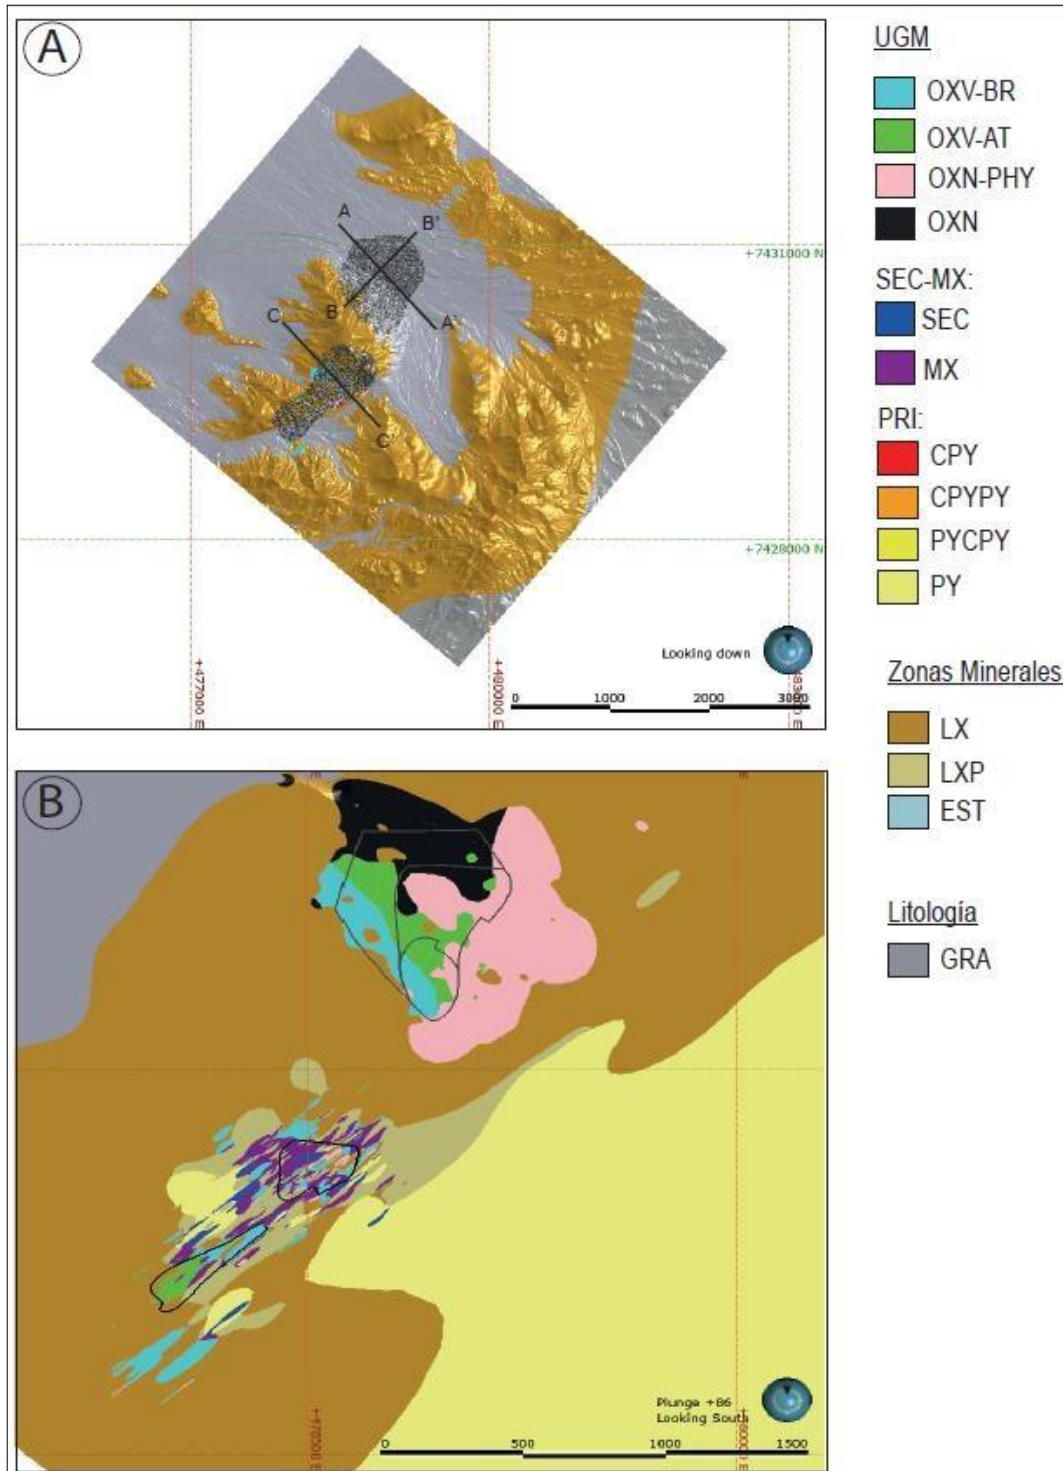 A
A
B'
B
A'
C
C'
+7431000 N
+7428000 N
+477000 E
+480000 E
Looking down
0 1000 2000 3000
UGM
OXV-BR
OXV-AT
OXN-PHY
OXN
SEC-MX:
SEC
MX
PRI:
CPY
CPYPY
PYCPY
PY
Zonas Minerales
LX
LXP
EST
Litología
GRA
B
Plunge +86
Looking South
0 500 1000 1500